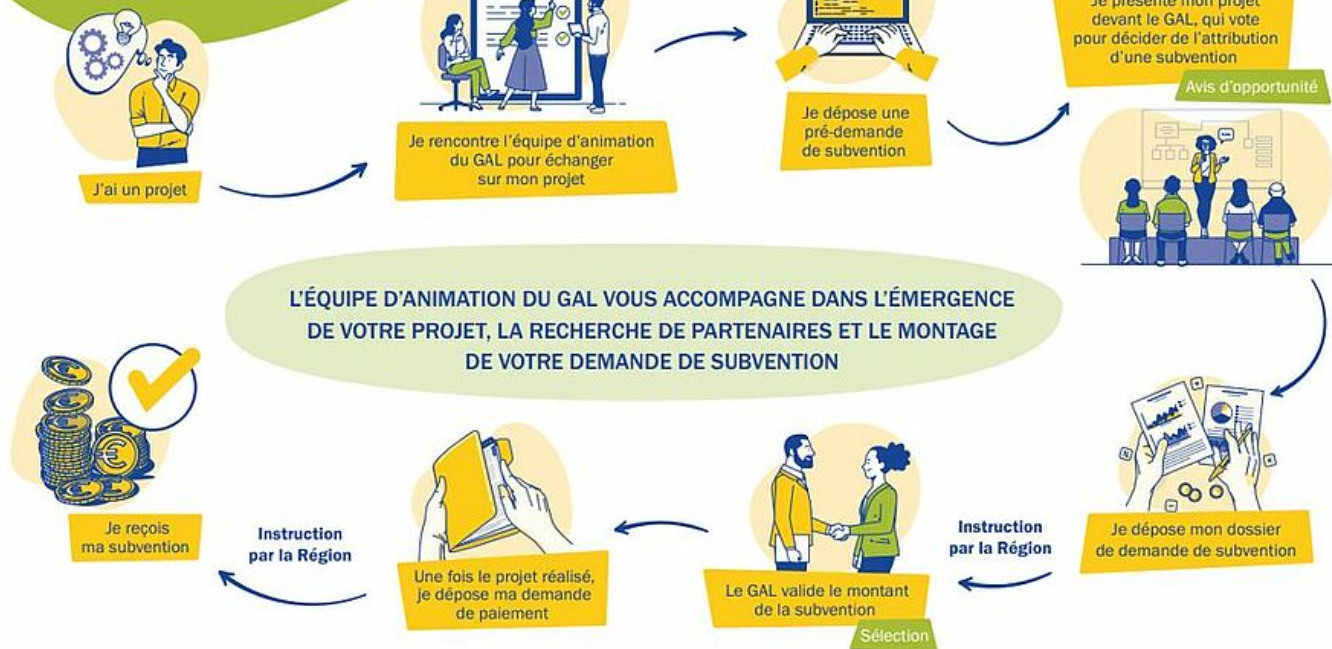 J'ai un projet
Je rencontre l'équipe d'animation
du GAL pour échanger
sur mon projet
Je dépose une
pré-demande
de subvention
Je présente mon projet
devant le GAL, qui vote
pour décider de l'attribution
d'une subvention
Avis d'opportunité
L'ÉQUIPE D'ANIMATION DU GAL VOUS ACCOMPAGNE DANS L'ÉMERGENCE
DE VOTRE PROJET, LA RECHERCHE DE PARTENAIRES ET LE MONTAGE
DE VOTRE DEMANDE DE SUBVENTION
Je dépose mon dossier
de demande de subvention
Instruction
par la Région
Le GAL valide le montant
de la subvention
Sélection
Une fois le projet réalisé,
je dépose ma demande
de paiement
Instruction
par la Région
Je reçois
ma subvention